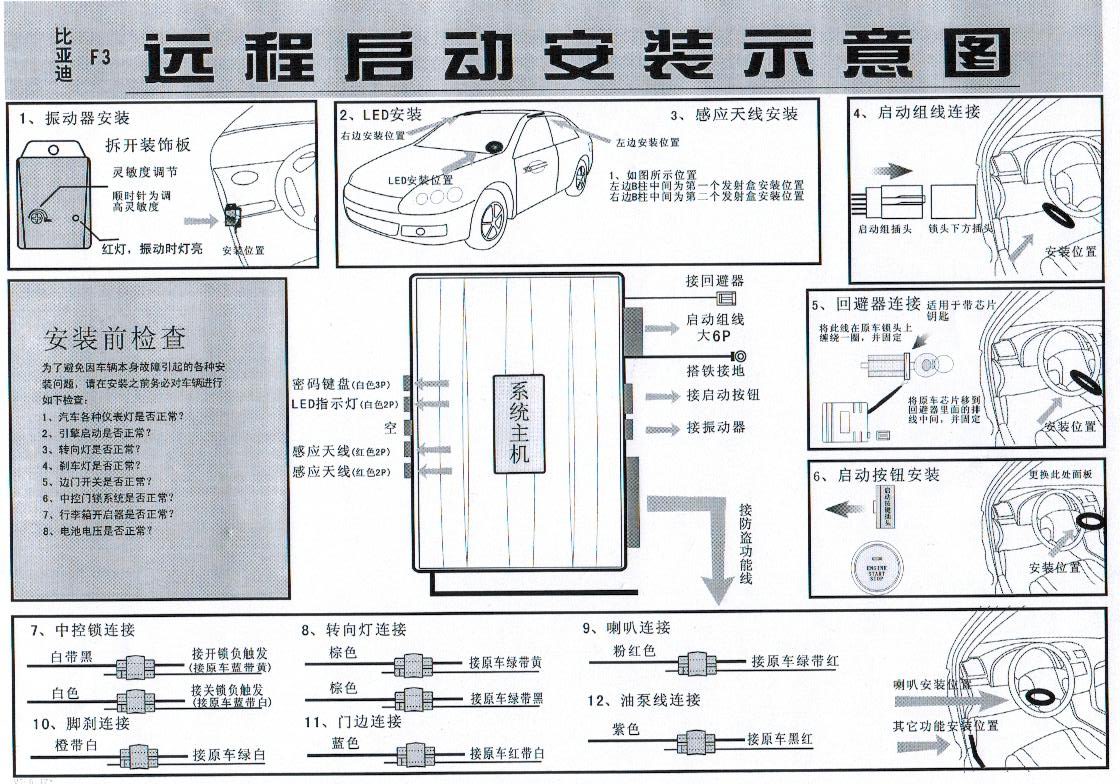 比亚迪 F3
远程启动安装示意图
1、振动器安装
拆开装饰板
灵敏度调节
顺时针为调
高灵敏度
红灯，振动时灯亮
安装位置
2、LED安装
右边安装位置
LED安装位置
3、感应天线安装
左边安装位置
1、如图所示位置
左边B柱中间为第一个发射盒安装位置
右边B柱中间为第二个发射盒安装位置
4、启动组线连接
启动组插头
锁头下方插头
安装位置
安装前检查
为了避免因车辆本身故障引起的各种安
装问题，请在安装之前务必对车辆进行
如下检查：
1、汽车各种仪表灯是否正常？
2、引擎启动是否正常？
3、转向灯是否正常？
4、刹车灯是否正常？
5、边门开关是否正常？
6、中控门锁系统是否正常？
7、行李箱开启器是否正常？
8、电池电压是否正常？
密码键盘(白色3P)
LED指示灯(白色2P)
空
感应天线(红色2P)
感应天线(红色2P)
系统主机
接回避器
启动组线
大6P
搭铁接地
接启动按钮
接振动器
接防盗功能线
5、回避器连接 适用于带芯片
钥匙
将此线在原车锁头上
缠绕一圈，并固定
将原车芯片移到
回避器里面的排
线中间，并固定
安装位置
6、启动按钮安装
更换此处面板
启动按键插头
ENGINE
START
STOP
安装位置
7、中控锁连接
白带黑
接开锁负触发
(接原车蓝带黄)
白色
接关锁负触发
(接原车蓝带白)
8、转向灯连接
棕色
接原车绿带黄
棕色
接原车绿带黑
9、喇叭连接
粉红色
接原车绿带红
10、脚刹连接
橙带白
接原车绿白
11、门边连接
蓝色
接原车红带白
12、油泵线连接
紫色
接原车黑红
喇叭安装位置
其它功能安装位置